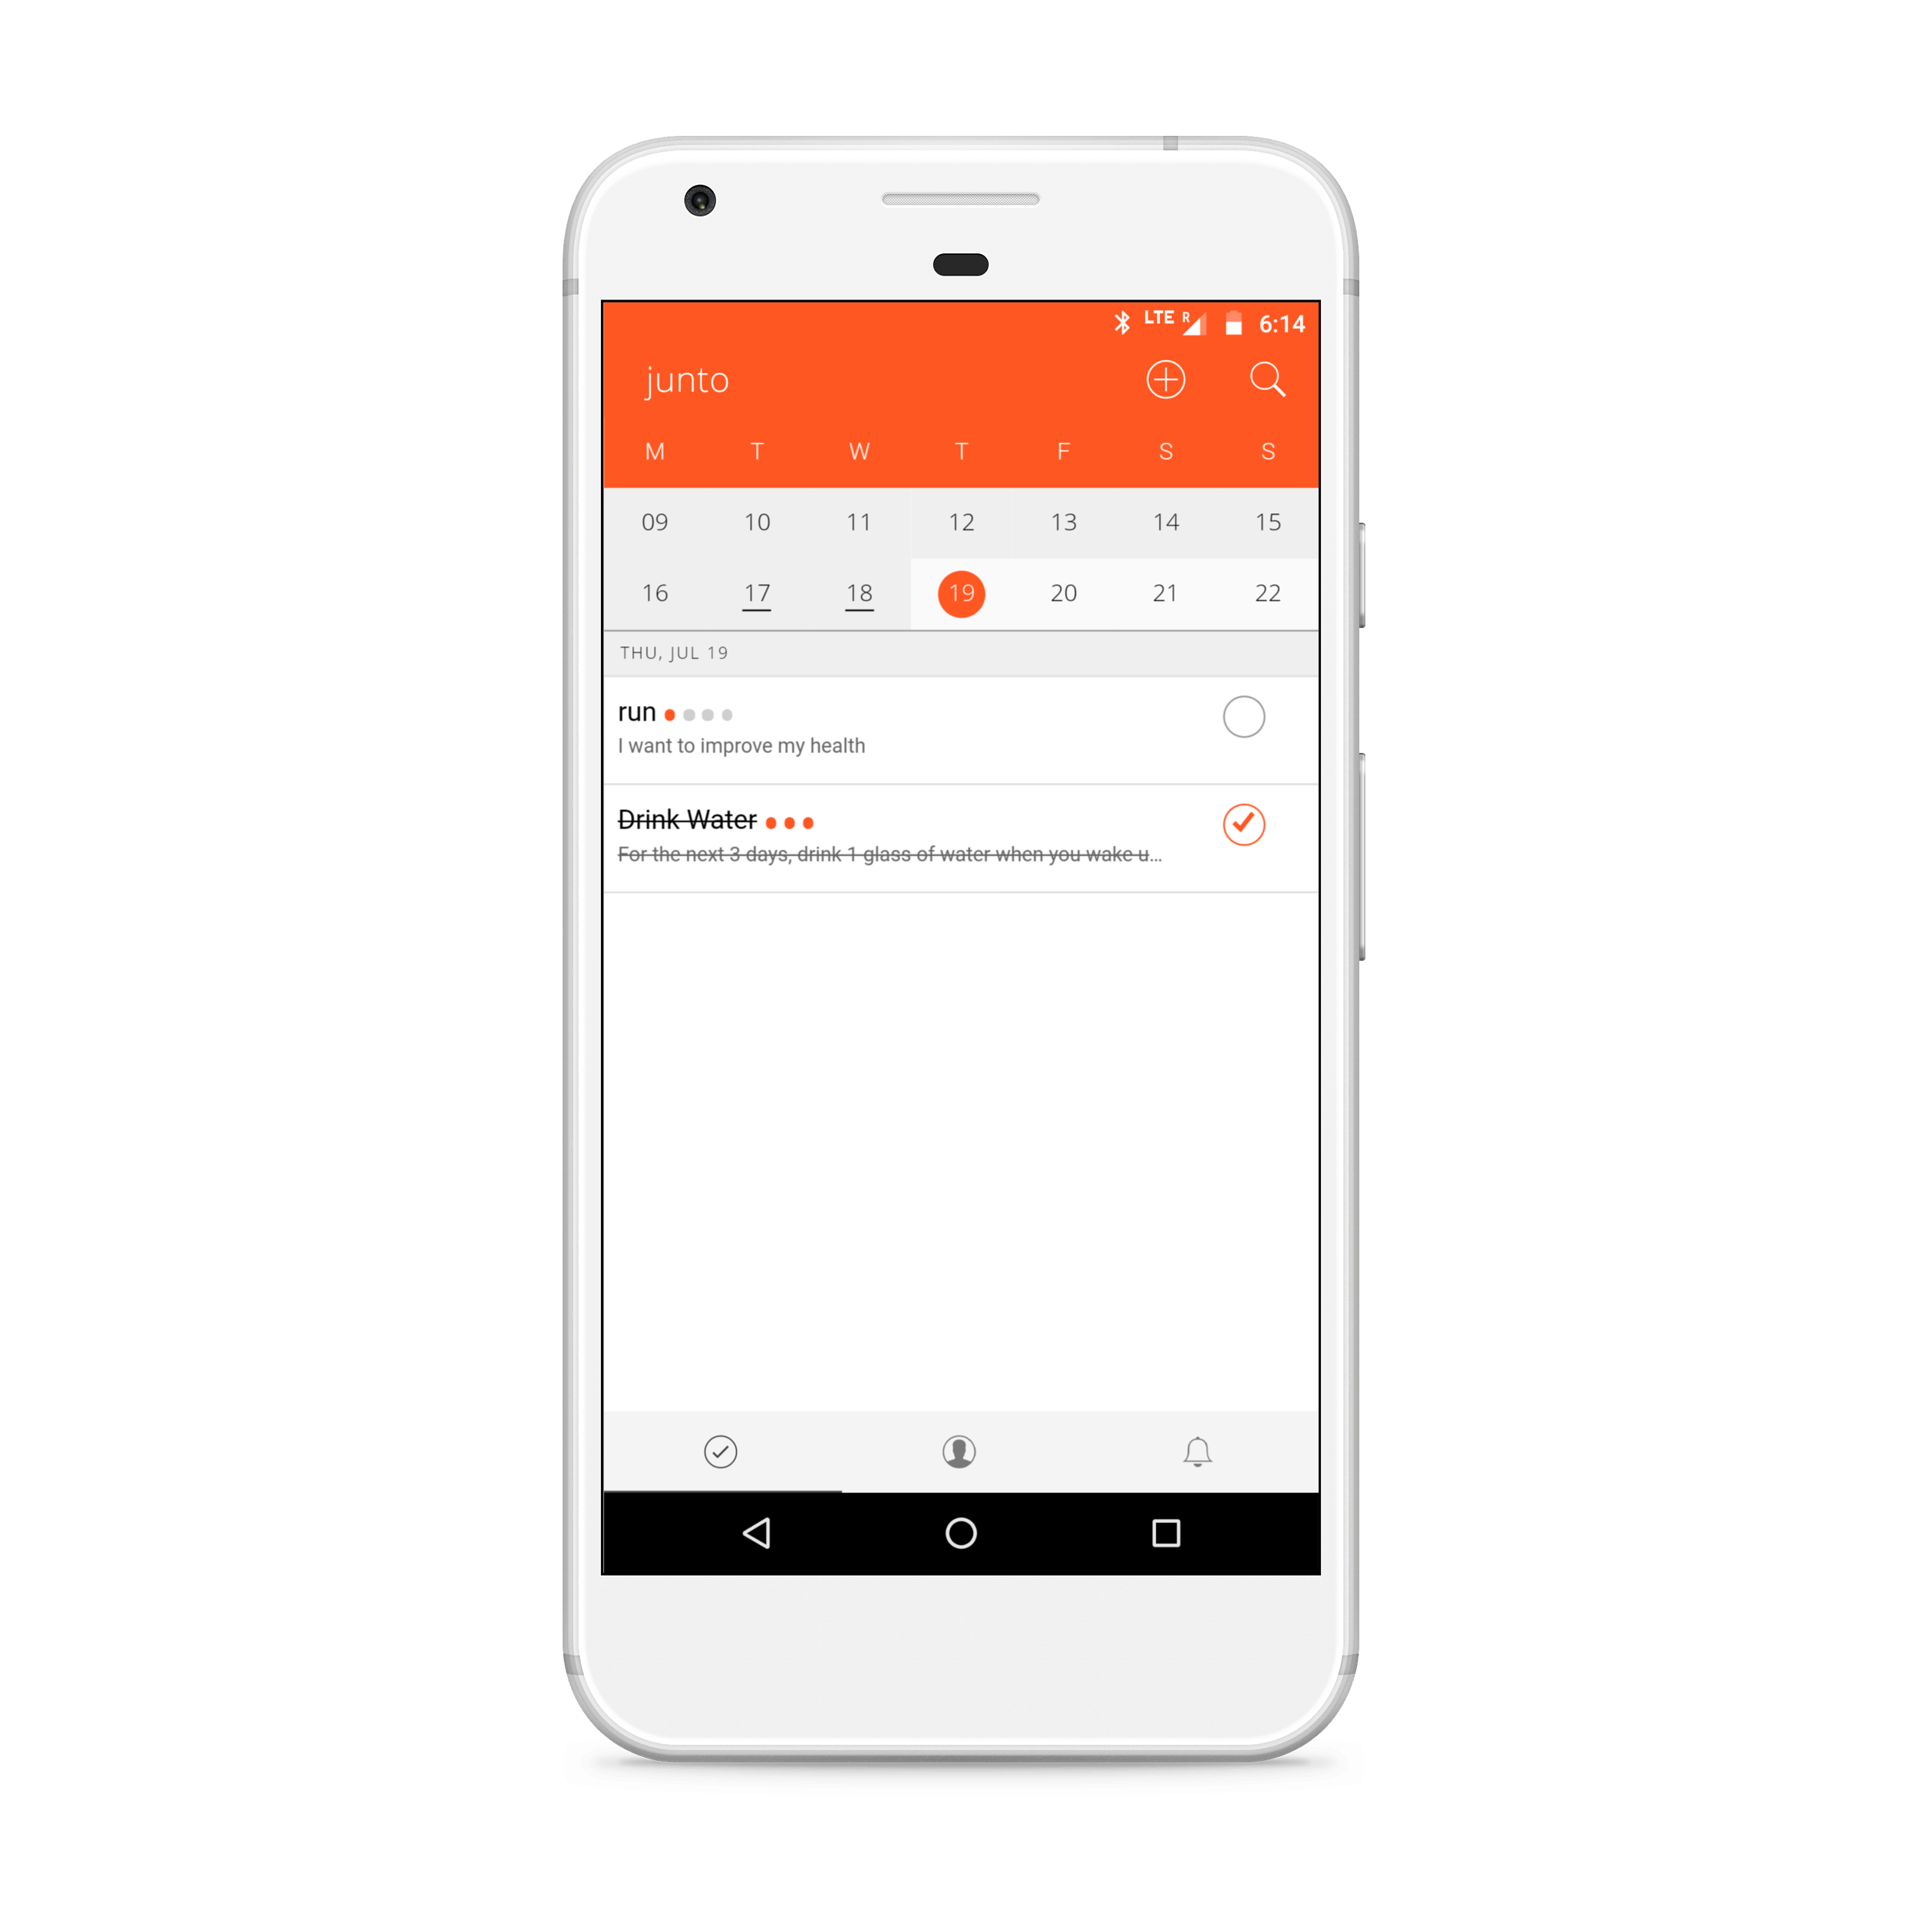 LTE R 6:14
junto
M T W T F S S
09 10 11 12 13 14 15
16 17 18 19 20 21 22
THU, JUL 19
run
I want to improve my health
Drink Water
For the next 3 days, drink 1 glass of water when you wake u...